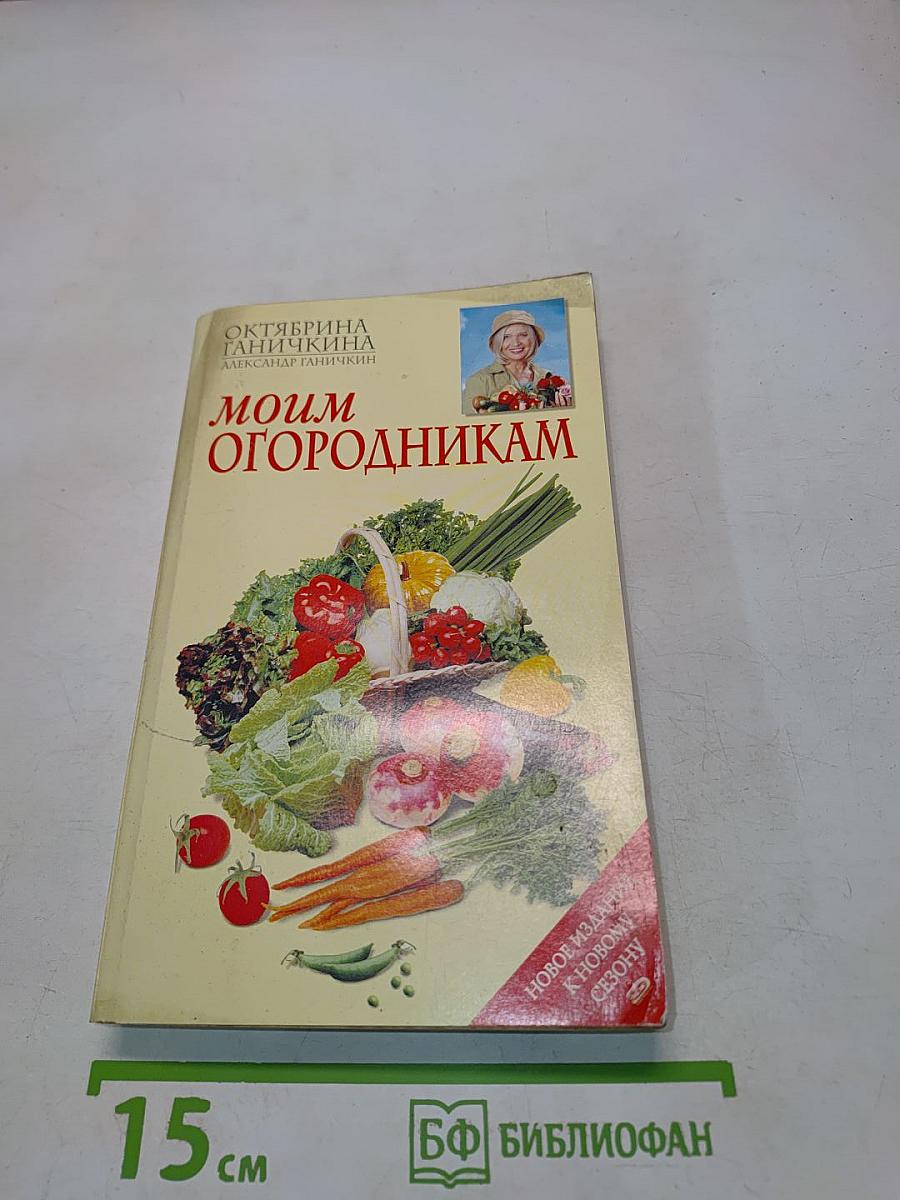 ОКТЯБРИНА
ГАНИЧКИНА
АЛЕКСАНДР ГАНИЧКИН
МОИМ
ОГОРОДНИКАМ
НОВОЕ ИЗДАНИЕ
К НОВОМУ
СЕЗОНУ
15 см
БФ БИБЛИОФАН